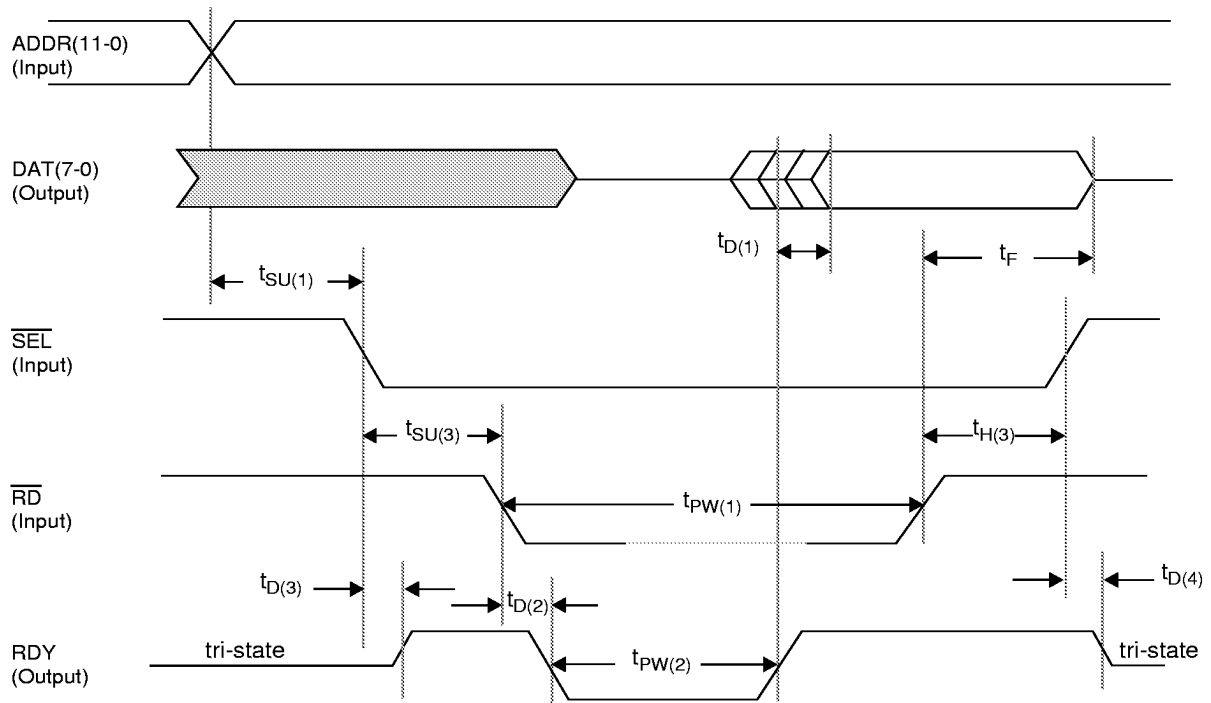 ADDR(11-0)
(Input)
DAT(7-0)
(Output)
tD(1)
tF
tSU(1)
SEL
(Input)
tSU(3)
tH(3)
RD
(Input)
tPW(1)
tD(3)
tD(2)
tD(4)
RDY
(Output)
tri-state
tPW(2)
tri-state